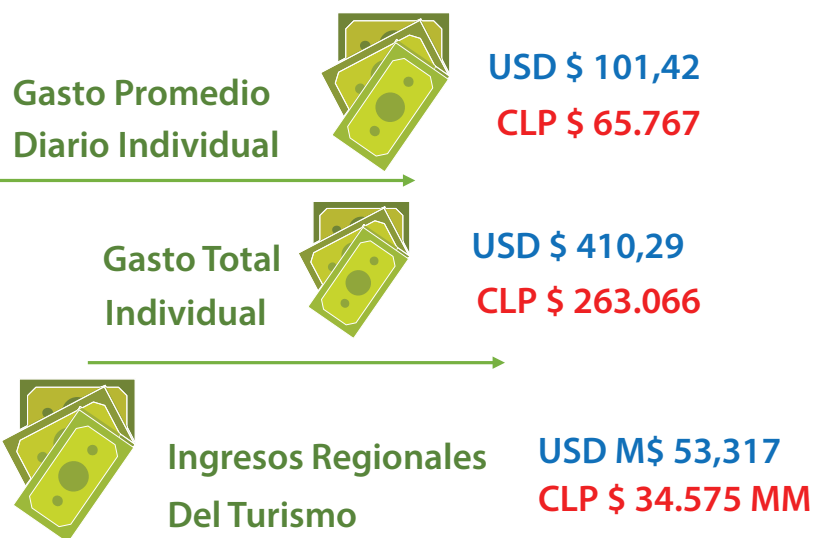 Gasto Promedio
Diario Individual
USD $ 101,42
CLP $ 65.767
Gasto Total
Individual
USD $ 410,29
CLP $ 263.066
Ingresos Regionales
Del Turismo
USD M$ 53,317
CLP $ 34.575 MM